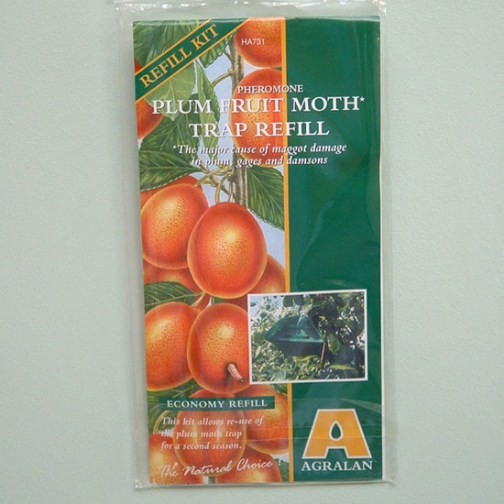 REFILL KIT
HA731
PHEROMONE
PLUM FRUIT MOTH*
TRAP REFILL
*The major cause of maggot damage
in plum, gages and damsons
ECONOMY REFILL
This kit allows re-use of
the plum moth trap
for a second season.
The Natural Choice!
A
AGRALAN